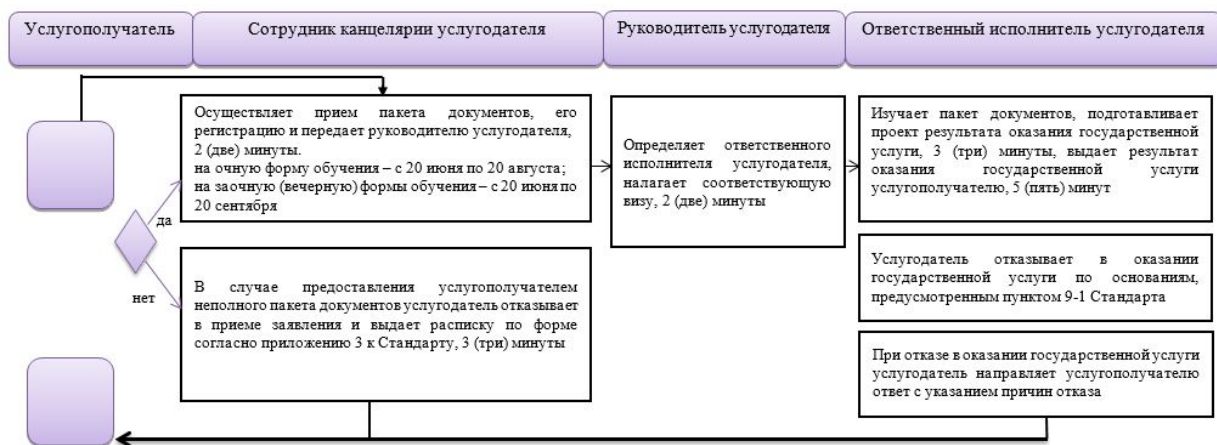 Услугополучатель
Сотрудник канцелярии услугодателя
Руководитель услугодателя
Ответственный исполнитель услугодателя
Осуществляет прием пакета документов, его
регистрацию и передает руководителю услугодателя,
2 (две) минуты.
на очную форму обучения – с 20 июня по 20 августа;
на заочную (вечернюю) формы обучения – с 20 июня по
20 сентября
Определяет ответственного
исполнителя услугодателя,
налагает соответствующую
визу, 2 (две) минуты
Изучает пакет документов, подготавливает
проект результата оказания государственной
услуги, 3 (три) минуты, выдает результат
оказания государственной услуги
услугополучателю, 5 (пять) минут
да
нет
В случае предоставления услугополучателем
неполного пакета документов услугодатель отказывает
в приеме заявления и выдает расписку по форме
согласно приложению 3 к Стандарту, 3 (три) минуты
Услугодатель отказывает в оказании
государственной услуги по основаниям,
предусмотренным пунктом 9-1 Стандарта
При отказе в оказании государственной услуги
услугодатель направляет услугополучателю
ответ с указанием причин отказа